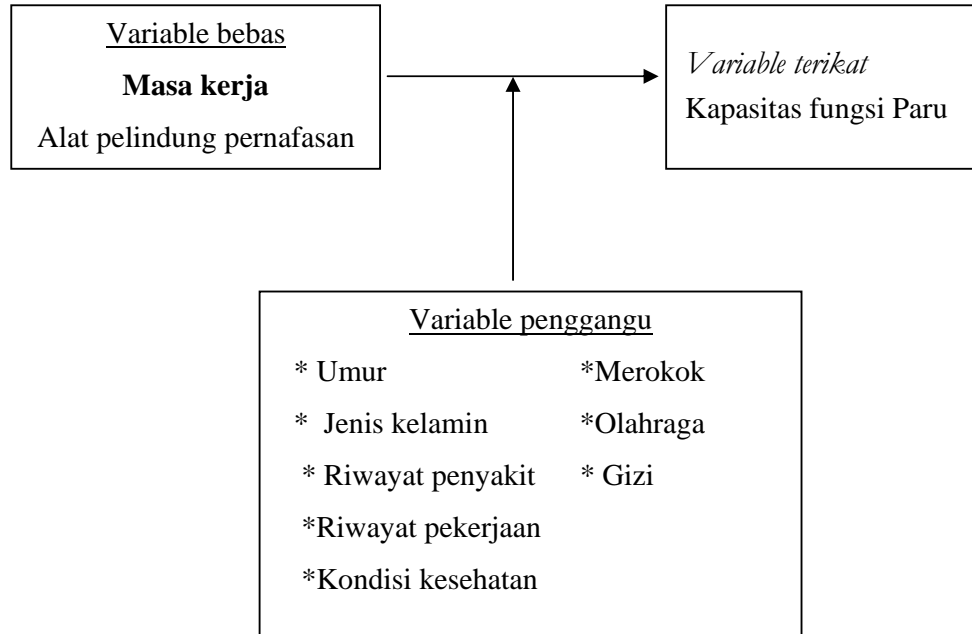 Variable bebas
Masa kerja
Alat pelindung pernafasan
Variable terikat
Kapasitas fungsi Paru
Variable penggangu
* Umur *Merokok
* Jenis kelamin *Olahraga
* Riwayat penyakit * Gizi
*Riwayat pekerjaan
*Kondisi kesehatan